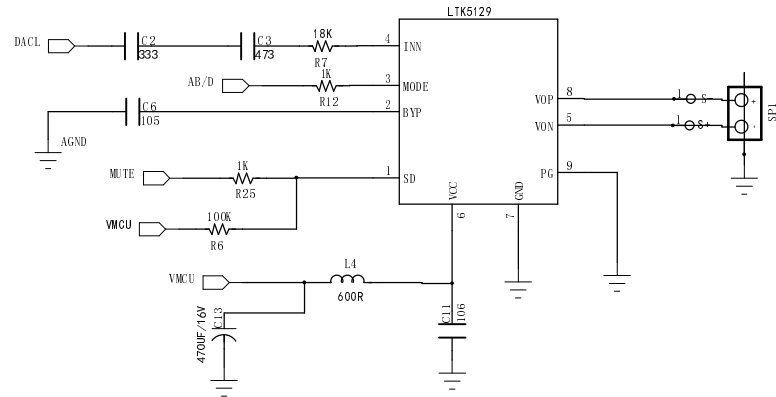 LTK5129
DACL
C2
333
C3
473
18K
R7
4
INN
AB/D
1K
R12
3
MODE
C6
105
2
BYP
AGND
MUTE
1K
R25
1
SD
VMCU
100K
R6
VCC
6
GND
7
VOP
8
1
S-
VON
5
1
S+
PG
9
+
-
SP1
VMCU
L4
600R
C13
470UF/16V
C11
106